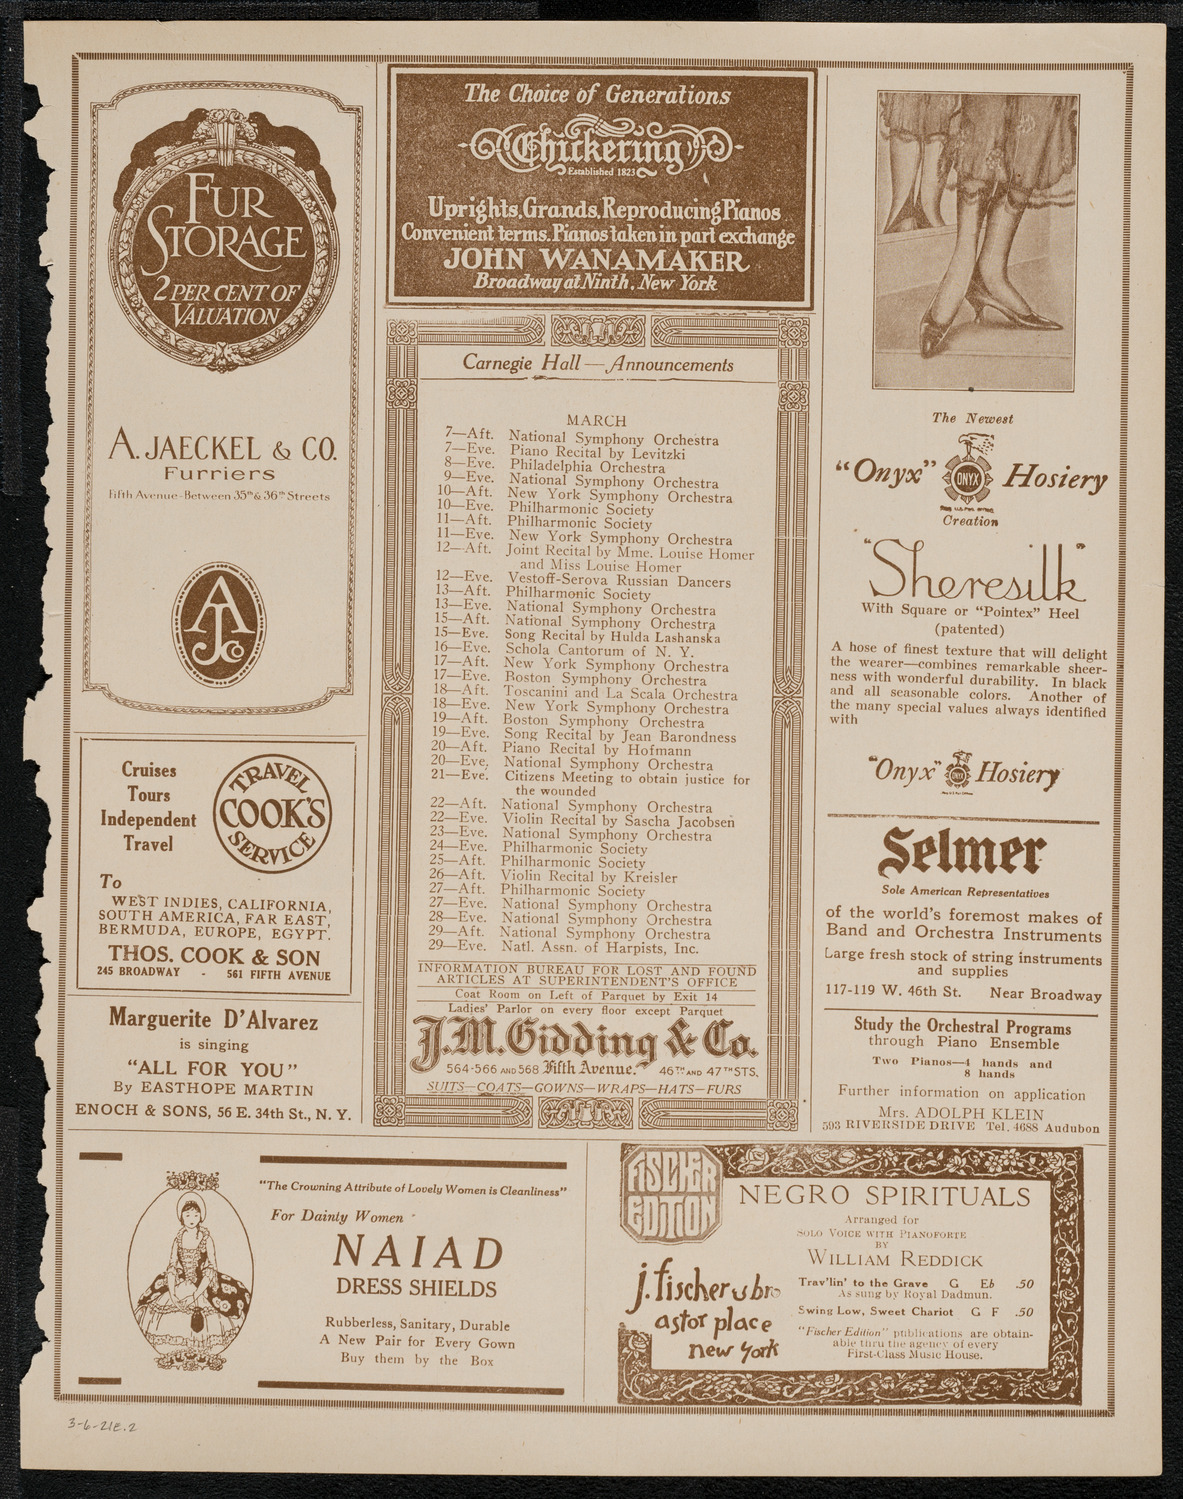 FUR
STORAGE
2 PER CENT OF
VALUATION
A. JAECKEL & CO.
Furriers
Fifth Avenue-Between 35th & 36th Streets
A
J Co
Cruises
Tours
Independent
Travel
TRAVEL
COOK'S
SERVICE
To
WEST INDIES, CALIFORNIA,
SOUTH AMERICA, FAR EAST,
BERMUDA, EUROPE, EGYPT.
THOS. COOK & SON
245 BROADWAY - 561 FIFTH AVENUE
Marguerite D'Alvarez
is singing
"ALL FOR YOU"
By EASTHOPE MARTIN
ENOCH & SONS, 56 E. 34th St., N. Y.
The Choice of Generations
Chickering
Established 1823
Uprights, Grands, Reproducing Pianos
Convenient terms. Pianos taken in part exchange
JOHN WANAMAKER
Broadway at Ninth, New York
Carnegie Hall — Announcements
MARCH
7—Aft. National Symphony Orchestra
7—Eve. Piano Recital by Levitzki
8—Eve. Philadelphia Orchestra
9—Eve. National Symphony Orchestra
10—Aft. New York Symphony Orchestra
10—Eve. Philharmonic Society
11—Aft. Philharmonic Society
11—Eve. New York Symphony Orchestra
12—Aft. Joint Recital by Mme. Louise Homer
and Miss Louise Homer
12—Eve. Vestoff-Serova Russian Dancers
13—Aft. Philharmonic Society
13—Eve. National Symphony Orchestra
15—Aft. National Symphony Orchestra
15—Eve. Song Recital by Hulda Lashanska
16—Eve. Schola Cantorum of N. Y.
17—Aft. New York Symphony Orchestra
17—Eve. Boston Symphony Orchestra
18—Aft. Toscanini and La Scala Orchestra
18—Eve. New York Symphony Orchestra
19—Aft. Boston Symphony Orchestra
19—Eve. Song Recital by Jean Barondness
20—Aft. Piano Recital by Hofmann
20—Eve. National Symphony Orchestra
21—Eve. Citizens Meeting to obtain justice for
the wounded
22—Aft. National Symphony Orchestra
22—Eve. Violin Recital by Sascha Jacobsen
23—Eve. National Symphony Orchestra
24—Eve. Philharmonic Society
25—Aft. Philharmonic Society
26—Aft. Violin Recital by Kreisler
27—Aft. Philharmonic Society
27—Eve. National Symphony Orchestra
28—Eve. National Symphony Orchestra
29—Aft. National Symphony Orchestra
29—Eve. Natl. Assn. of Harpists, Inc.
INFORMATION BUREAU FOR LOST AND FOUND
ARTICLES AT SUPERINTENDENT'S OFFICE
Coat Room on Left of Parquet by Exit 14
Ladies' Parlor on every floor except Parquet
J.M. Gidding & Co.
564-566 AND 568 Fifth Avenue. 46TH AND 47TH STS.
SUITS—COATS—GOWNS—WRAPS—HATS—FURS
The Newest
"Onyx" ONYX Hosiery
Creation
"Sheresilk"
With Square or "Pointex" Heel
(patented)
A hose of finest texture that will delight
the wearer—combines remarkable sheer-
ness with wonderful durability. In black
and all seasonable colors. Another of
the many special values always identified
with
"Onyx" ONYX Hosiery
Selmer
Sole American Representatives
of the world's foremost makes of
Band and Orchestra Instruments
Large fresh stock of string instruments
and supplies
117-119 W. 46th St. Near Broadway
Study the Orchestral Programs
through Piano Ensemble
Two Pianos—4 hands and
8 hands
Further information on application
Mrs. ADOLPH KLEIN
593 RIVERSIDE DRIVE Tel. 4688 Audubon
"The Crowning Attribute of Lovely Women is Cleanliness"
For Dainty Women
NAIAD
DRESS SHIELDS
Rubberless, Sanitary, Durable
A New Pair for Every Gown
Buy them by the Box
FISCHER
EDITION
j. fischer & bro
astor place
new york
NEGRO SPIRITUALS
Arranged for
SOLO VOICE WITH PIANOFORTE
BY
WILLIAM REDDICK
Trav'lin' to the Grave G Eb .50
As sung by Royal Dadmun.
Swing Low, Sweet Chariot G F .50
"Fischer Edition" publications are obtain-
able thru the agency of every
First-Class Music House.
3-6-21E.2